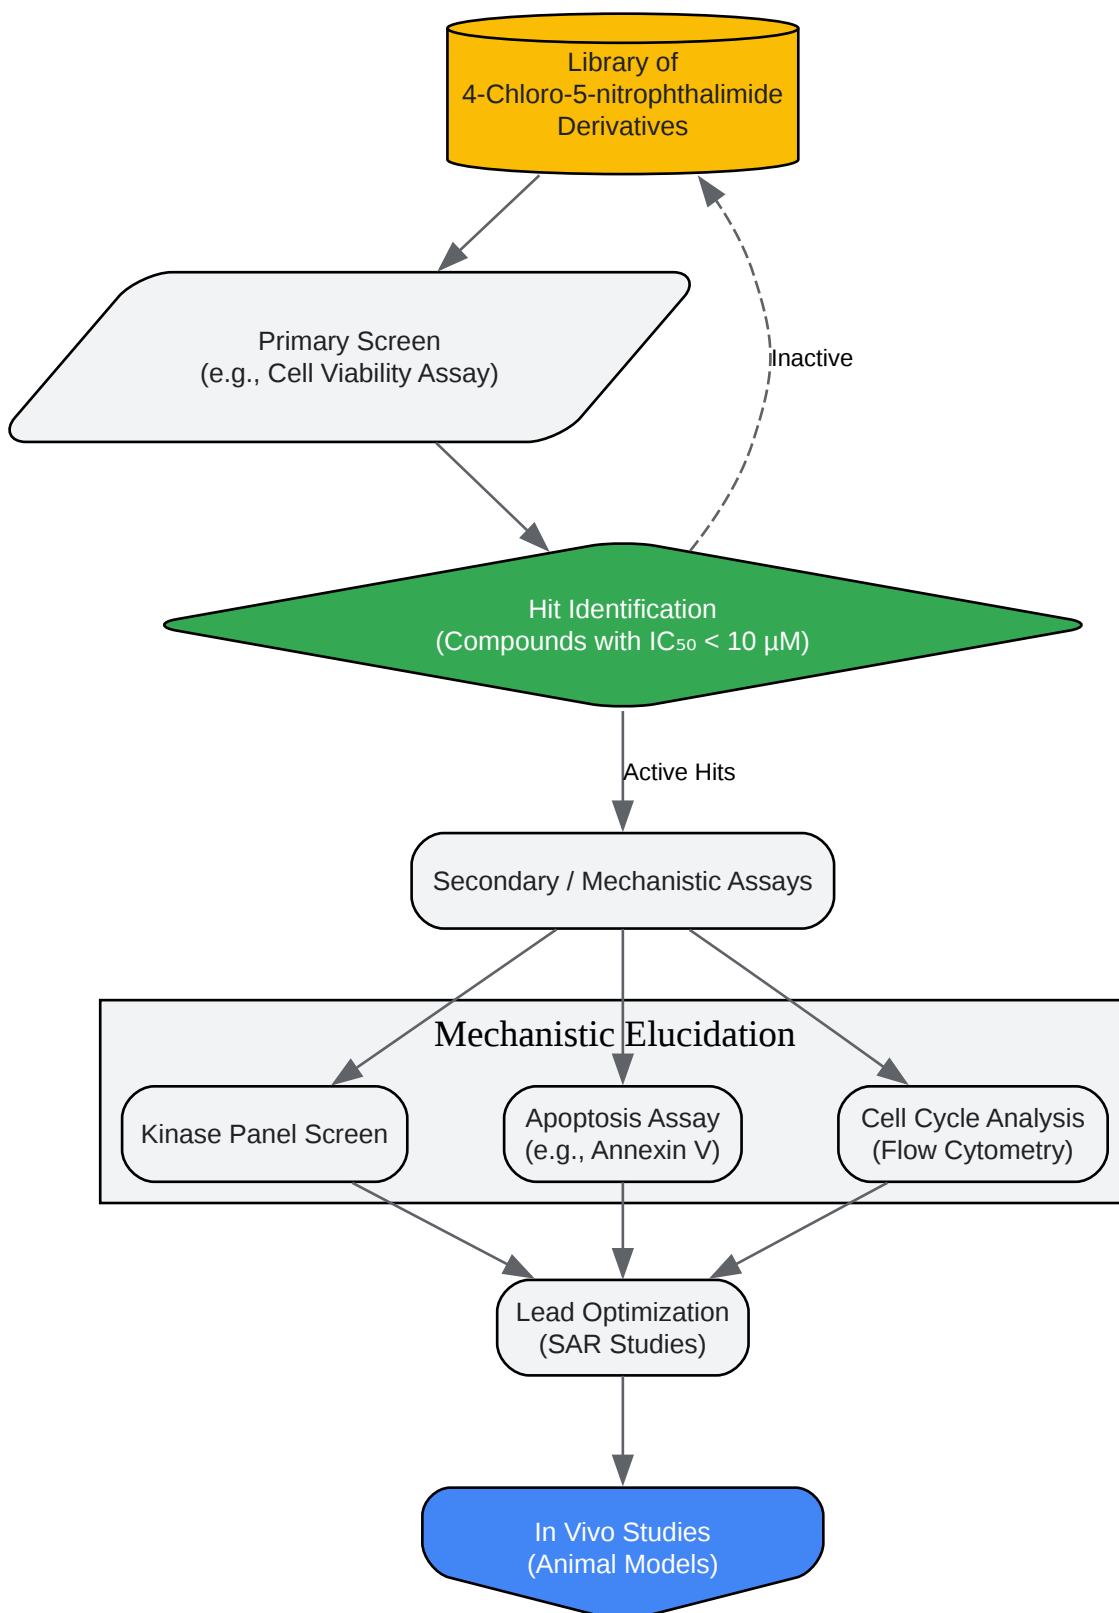 Library of
4-Chloro-5-nitrophthalimide
Derivatives
Primary Screen
(e.g., Cell Viability Assay)
Inactive
Hit Identification
(Compounds with IC₅₀ < 10 µM)
Active Hits
Secondary / Mechanistic Assays
Mechanistic Elucidation
Kinase Panel Screen
Apoptosis Assay
(e.g., Annexin V)
Cell Cycle Analysis
(Flow Cytometry)
Lead Optimization
(SAR Studies)
In Vivo Studies
(Animal Models)